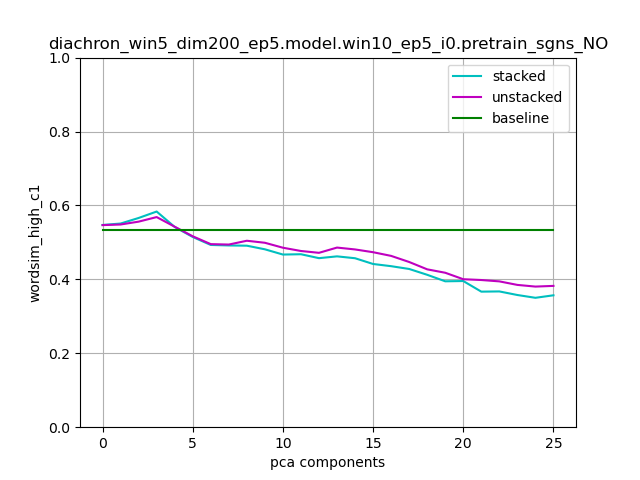 diachron_win5_dim200_ep5.model.win10_ep5_i0.pretrain_sgns_NO
1.0
0.8
0.6
0.4
0.2
0.0
wordsim_high_c1
stacked
unstacked
baseline
0 5 10 15 20 25
pca components